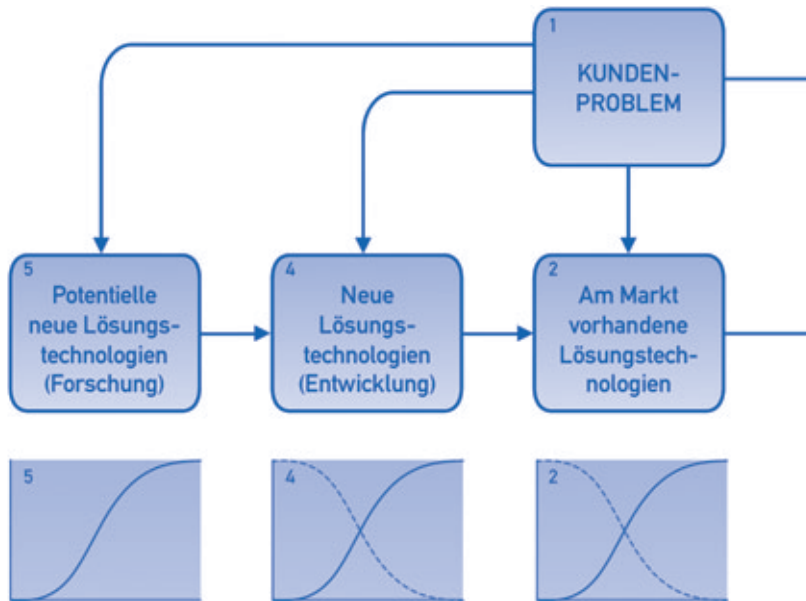 1
KUNDEN-
PROBLEM
5
Potentielle
neue Lösungs-
technologien
(Forschung)
4
Neue
Lösungs-
technologien
(Entwicklung)
2
Am Markt
vorhandene
Lösungstech-
nologien
5
4
2